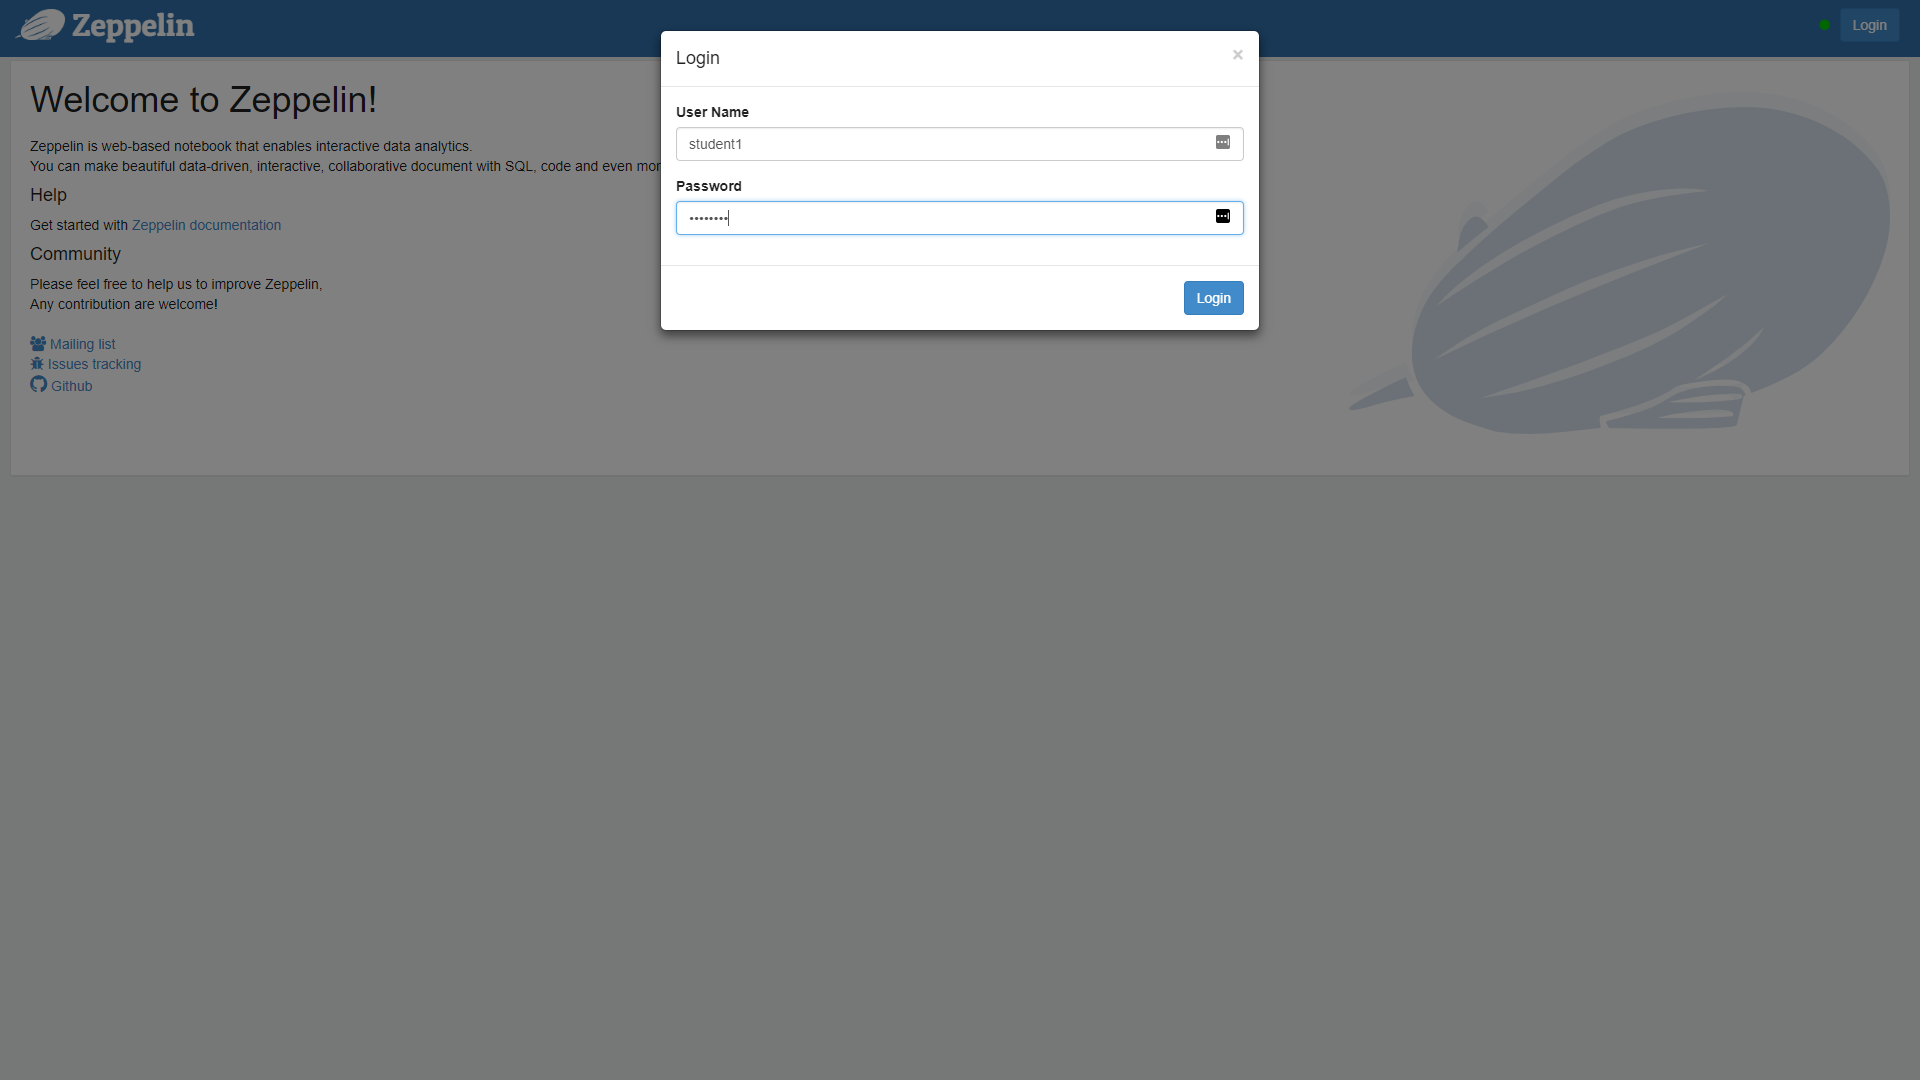 Zeppelin
Login
Login
×
User Name
student1
Password
••••••••
Login
Welcome to Zeppelin!
Zeppelin is web-based notebook that enables interactive data analytics.
You can make beautiful data-driven, interactive, collaborative document with SQL, code and even mor
Help
Get started with Zeppelin documentation
Community
Please feel free to help us to improve Zeppelin,
Any contribution are welcome!
Mailing list
Issues tracking
Github